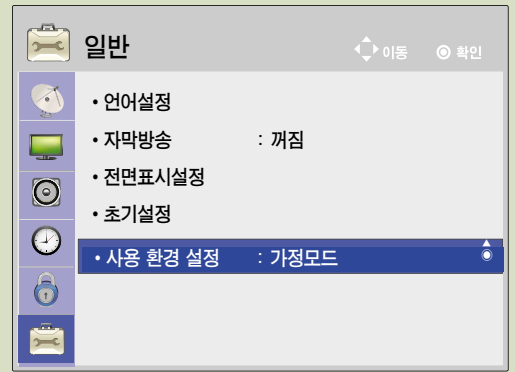 일반 이동 확인
• 언어설정
• 자막방송 : 꺼짐
• 전면표시설정
• 초기설정
• 사용 환경 설정 : 가정모드